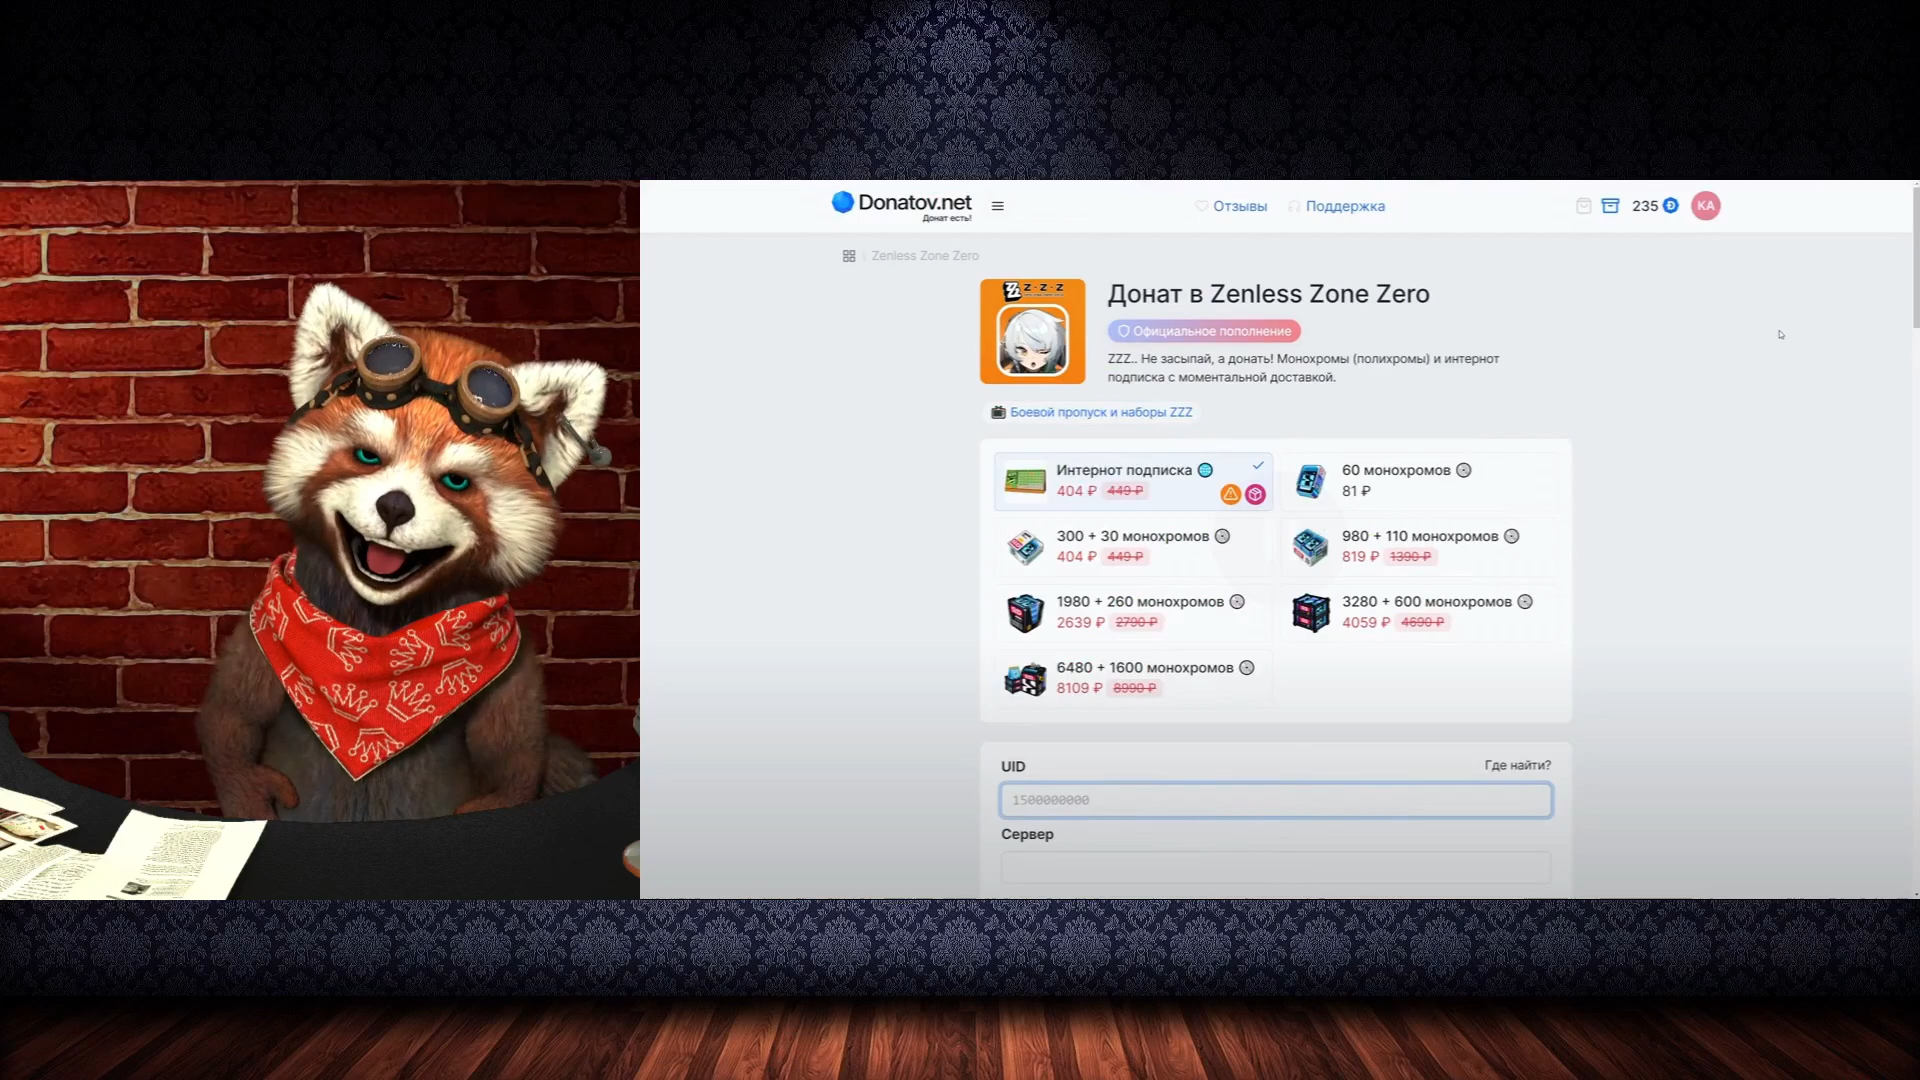 Donatov.net
Донат есть!
Отзывы
Поддержка
235
KA
Zenless Zone Zero
Z·Z·Z
Донат в Zenless Zone Zero
Официальное пополнение
ZZZ.. Не засыпай, а донать! Монохромы (полихромы) и интернот
подписка с моментальной доставкой.
Боевой пропуск и наборы ZZZ
Интернот подписка
404 ₽ 449 ₽
60 монохромов
81 ₽
300 + 30 монохромов
404 ₽ 449 ₽
980 + 110 монохромов
819 ₽ 1390 ₽
1980 + 260 монохромов
2639 ₽ 2790 ₽
3280 + 600 монохромов
4059 ₽ 4690 ₽
6480 + 1600 монохромов
8109 ₽ 8990 ₽
UID
Где найти?
1500000000
Сервер